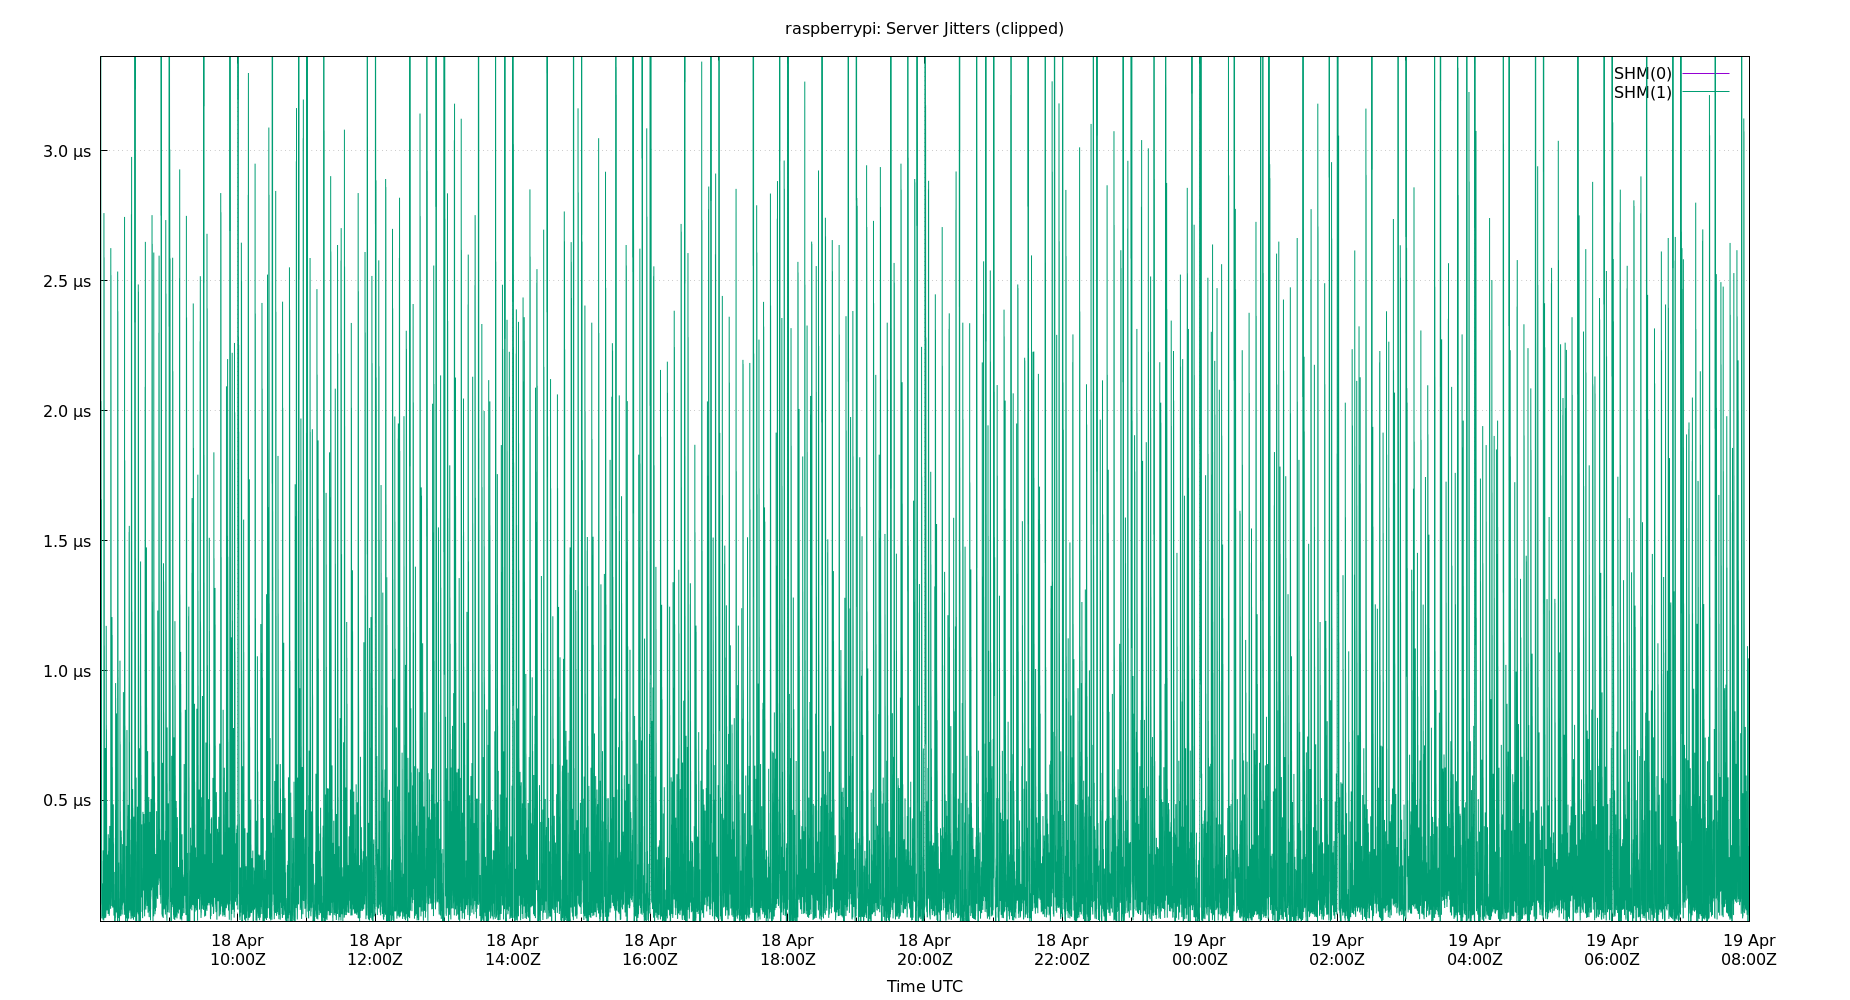 raspberrypi: Server Jitters (clipped)
SHM(0)
SHM(1)
3.0 µs
2.5 µs
2.0 µs
1.5 µs
1.0 µs
0.5 µs
18 Apr 18 Apr 18 Apr 18 Apr 18 Apr 18 Apr 18 Apr 19 Apr 19 Apr 19 Apr 19 Apr 19 Apr
10:00Z 12:00Z 14:00Z 16:00Z 18:00Z 20:00Z 22:00Z 00:00Z 02:00Z 04:00Z 06:00Z 08:00Z
Time UTC